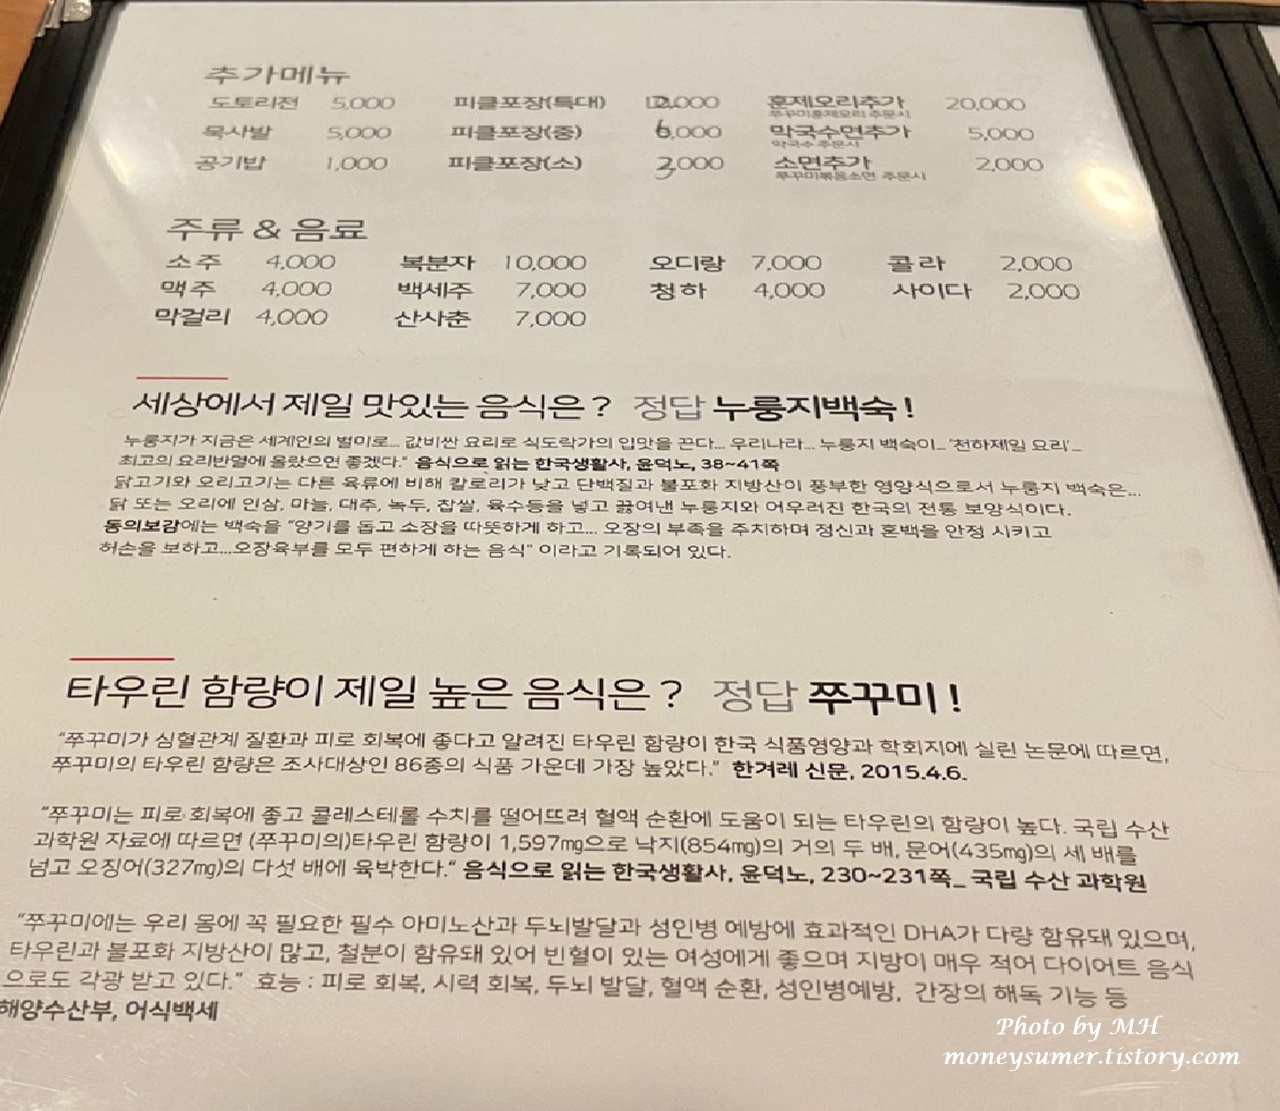 추가메뉴
도토리전 5,000 피클포장(특대) 12,000 훈제오리추가 20,000
쭈꾸미훈제오리 주문시
묵사발 5,000 피클포장(중) 6,000 막국수면추가 5,000
막국수 주문시
공기밥 1,000 피클포장(소) 3,000 소면추가 2,000
쭈꾸미볶음소면 주문시
주류 & 음료
소주 4,000 복분자 10,000 오디랑 7,000 콜라 2,000
맥주 4,000 백세주 7,000 청하 4,000 사이다 2,000
막걸리 4,000 산사춘 7,000
세상에서 제일 맛있는 음식은? 정답 누룽지백숙!
누룽지가 지금은 세계인의 별미로... 값비싼 요리로 식도락가의 입맛을 끈다... 우리나라... 누룽지 백숙이... '천하제일 요리'...
최고의 요리반열에 올랐으면 좋겠다." 음식으로 읽는 한국생활사, 윤덕노, 38~41쪽
닭고기와 오리고기는 다른 육류에 비해 칼로리가 낮고 단백질과 불포화 지방산이 풍부한 영양식으로서 누룽지 백숙은...
닭 또는 오리에 인삼, 마늘, 대추, 녹두, 찹쌀, 육수등을 넣고 끓여낸 누룽지와 어우러진 한국의 전통 보양식이다.
동의보감에는 백숙을 "양기를 돕고 소장을 따뜻하게 하고... 오장의 부족을 주치하며 정신과 혼백을 안정 시키고
허손을 보하고...오장육부를 모두 편하게 하는 음식" 이라고 기록되어 있다.
타우린 함량이 제일 높은 음식은? 정답 쭈꾸미!
"쭈꾸미가 심혈관계 질환과 피로 회복에 좋다고 알려진 타우린 함량이 한국 식품영양과 학회지에 실린 논문에 따르면,
쭈꾸미의 타우린 함량은 조사대상인 86종의 식품 가운데 가장 높았다." 한겨레 신문, 2015.4.6.
"쭈꾸미는 피로 회복에 좋고 콜레스테롤 수치를 떨어뜨려 혈액 순환에 도움이 되는 타우린의 함량이 높다. 국립 수산
과학원 자료에 따르면 (쭈꾸미의)타우린 함량이 1,597mg으로 낙지(854mg)의 거의 두 배, 문어(435mg)의 세 배를
넘고 오징어(327mg)의 다섯 배에 육박한다." 음식으로 읽는 한국생활사, 윤덕노, 230~231쪽_ 국립 수산 과학원
"쭈꾸미에는 우리 몸에 꼭 필요한 필수 아미노산과 두뇌발달과 성인병 예방에 효과적인 DHA가 다량 함유돼 있으며,
타우린과 불포화 지방산이 많고, 철분이 함유돼 있어 빈혈이 있는 여성에게 좋으며 지방이 매우 적어 다이어트 음식
으로도 각광 받고 있다." 효능 : 피로 회복, 시력 회복, 두뇌 발달, 혈액 순환, 성인병예방, 간장의 해독 기능 등
해양수산부, 어식백세
Photo by MH
moneysumer.tistory.com